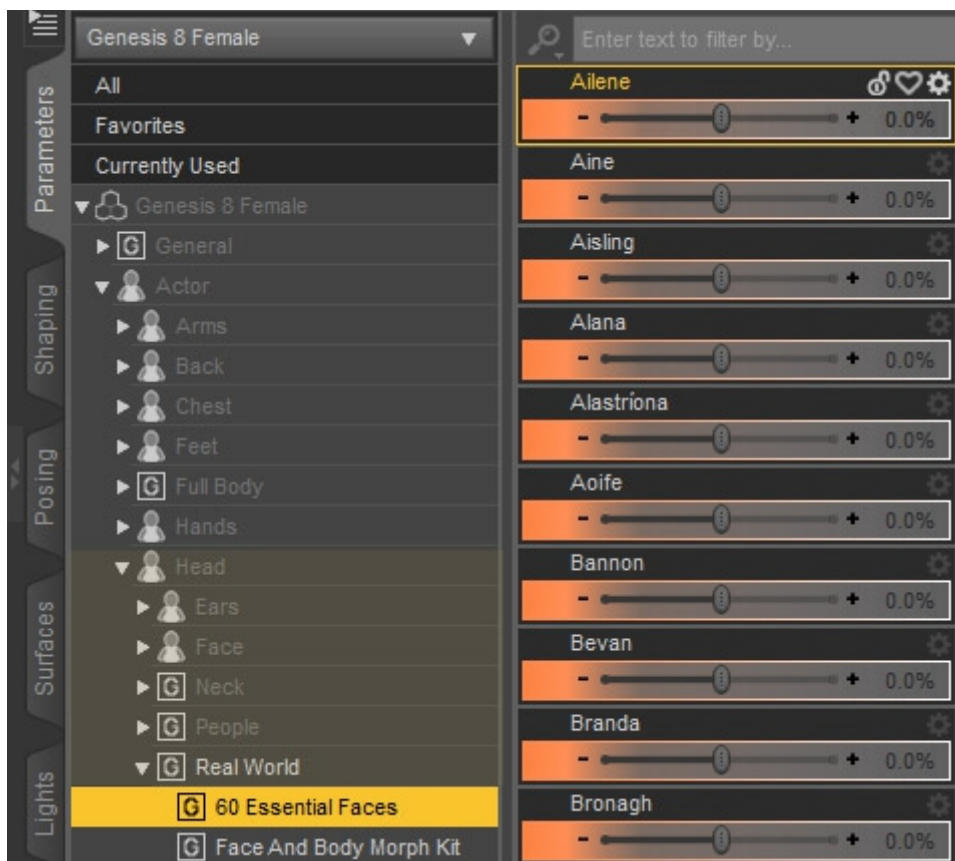 Parameters
Shaping
Posing
Surfaces
Lights
Genesis 8 Female
All
Favorites
Currently Used
Genesis 8 Female
G General
Actor
Arms
Back
Chest
Feet
G Full Body
Hands
Head
Ears
Face
G Neck
G People
G Real World
G 60 Essential Faces
G Face And Body Morph Kit
Enter text to filter by...
Ailene
- + 0.0%
Aine
- + 0.0%
Aisling
- + 0.0%
Alana
- + 0.0%
Alastríona
- + 0.0%
Aoife
- + 0.0%
Bannon
- + 0.0%
Bevan
- + 0.0%
Branda
- + 0.0%
Bronagh
- + 0.0%